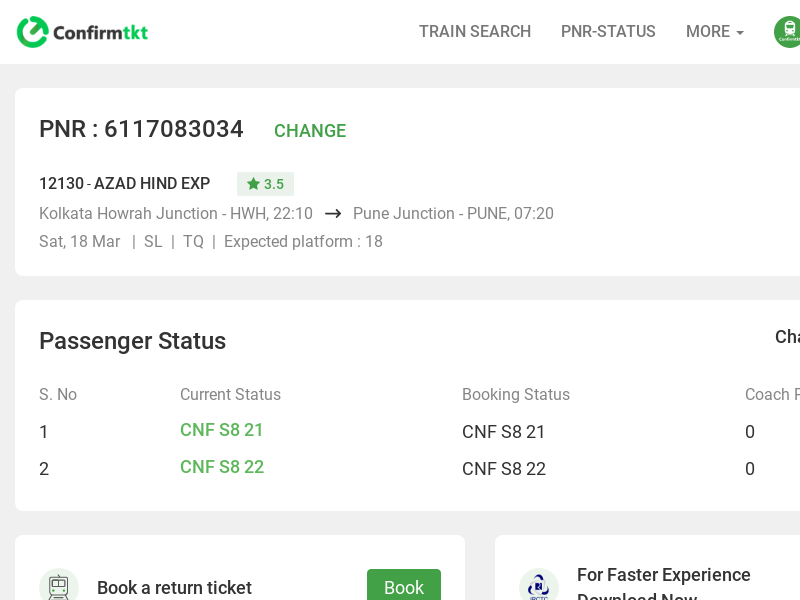 Confirmtkt TRAIN SEARCH PNR-STATUS MORE
PNR : 6117083034 CHANGE
12130 - AZAD HIND EXP 3.5
Kolkata Howrah Junction - HWH, 22:10 → Pune Junction - PUNE, 07:20
Sat, 18 Mar | SL | TQ | Expected platform : 18
Passenger Status
S. No Current Status Booking Status Coach
1 CNF S8 21 CNF S8 21 0
2 CNF S8 22 CNF S8 22 0
Book a return ticket Book
For Faster Experience
Download Now
IRCTC